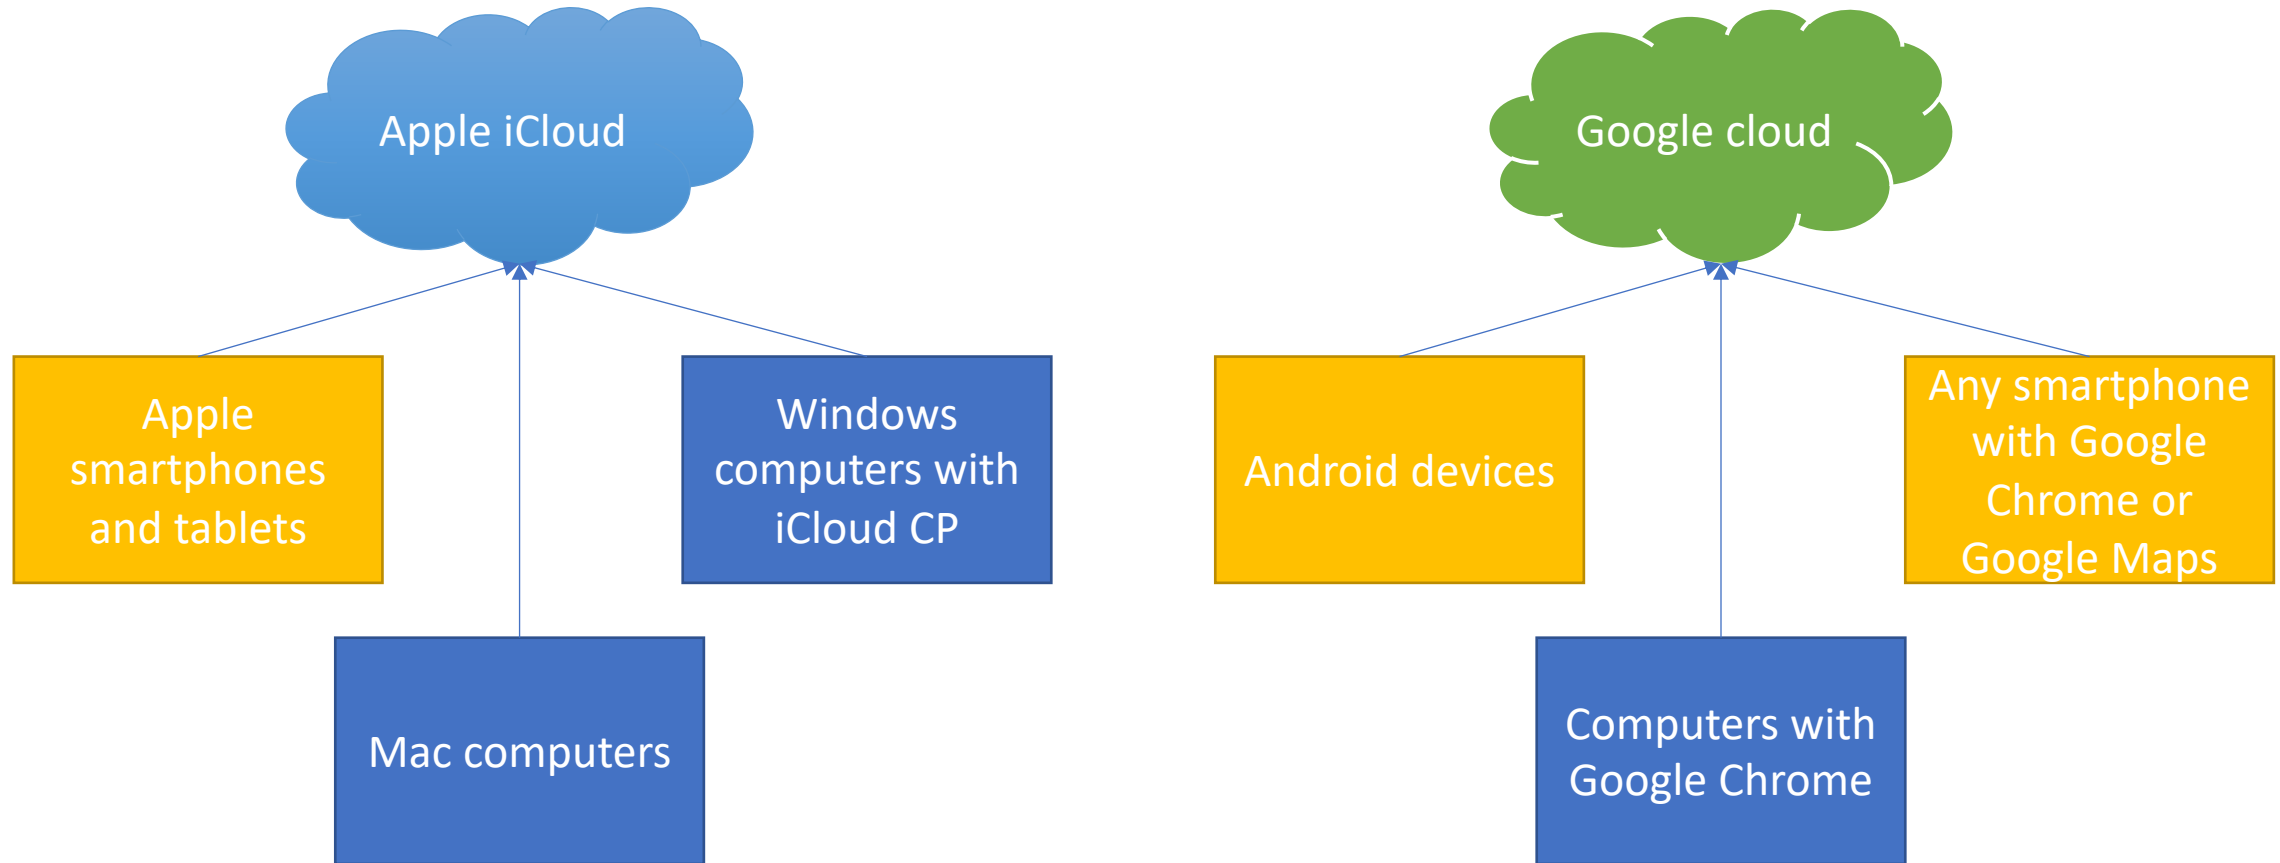 Apple iCloud
Google cloud
Apple
smartphones
and tablets
Windows
computers with
iCloud CP
Android devices
Any smartphone
with Google
Chrome or
Google Maps
Mac computers
Computers with
Google Chrome